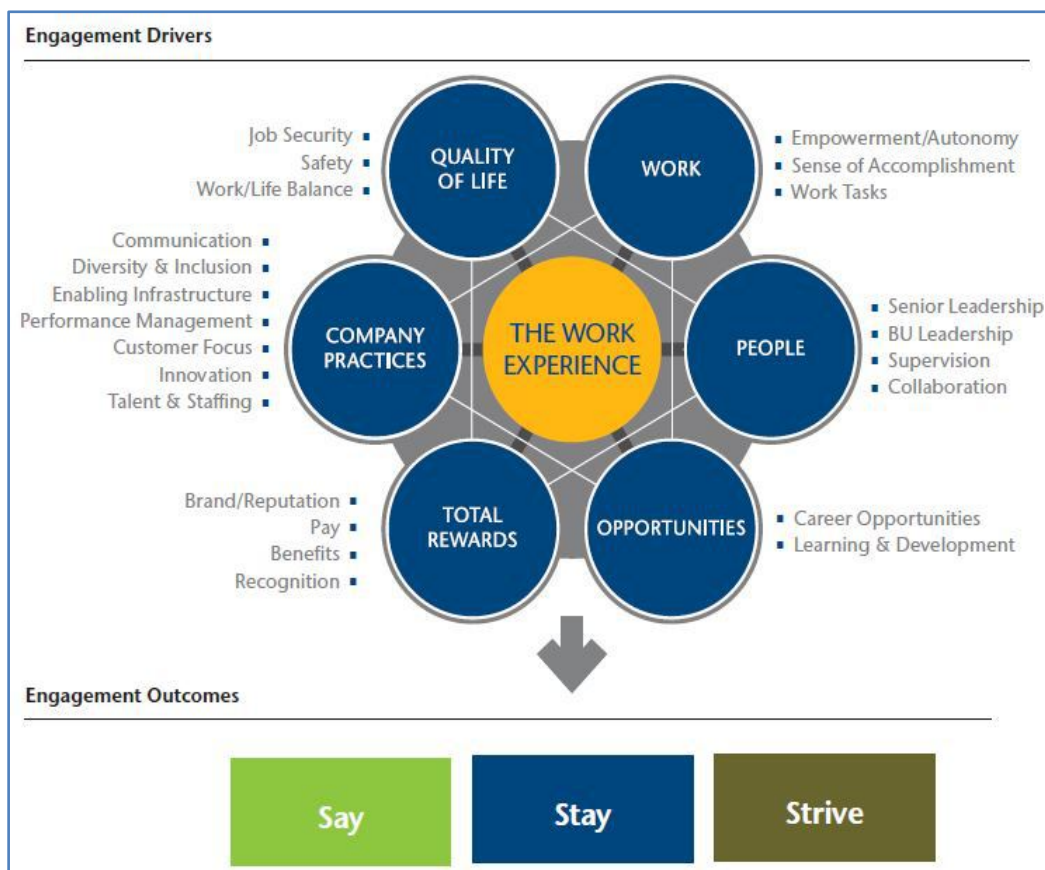 Engagement Drivers
Job Security
Safety
Work/Life Balance
QUALITY
OF LIFE
WORK
Empowerment/Autonomy
Sense of Accomplishment
Work Tasks
Communication
Diversity & Inclusion
Enabling Infrastructure
Performance Management
Customer Focus
Innovation
Talent & Staffing
COMPANY
PRACTICES
THE WORK
EXPERIENCE
PEOPLE
Senior Leadership
BU Leadership
Supervision
Collaboration
Brand/Reputation
Pay
Benefits
Recognition
TOTAL
REWARDS
OPPORTUNITIES
Career Opportunities
Learning & Development
Engagement Outcomes
Say
Stay
Strive